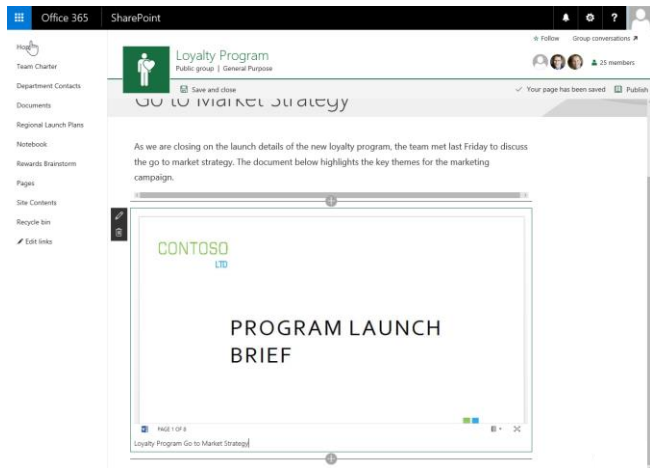 Office 365
SharePoint
?
Home
Team Charter
Department Contacts
Documents
Regional Launch Plans
Notebook
Rewards Brainstorm
Pages
Site Contents
Recycle bin
Edit links
Follow
Group conversations
Loyalty Program
Public group | General Purpose
25 members
Save and close
Your page has been saved
Publish
Go to Market Strategy
As we are closing on the launch details of the new loyalty program, the team met last Friday to discuss
the go to market strategy. The document below highlights the key themes for the marketing
campaign.
CONTOSO
LTD
PROGRAM LAUNCH
BRIEF
PAGE 1 OF 6
Loyalty Program Go to Market Strategy